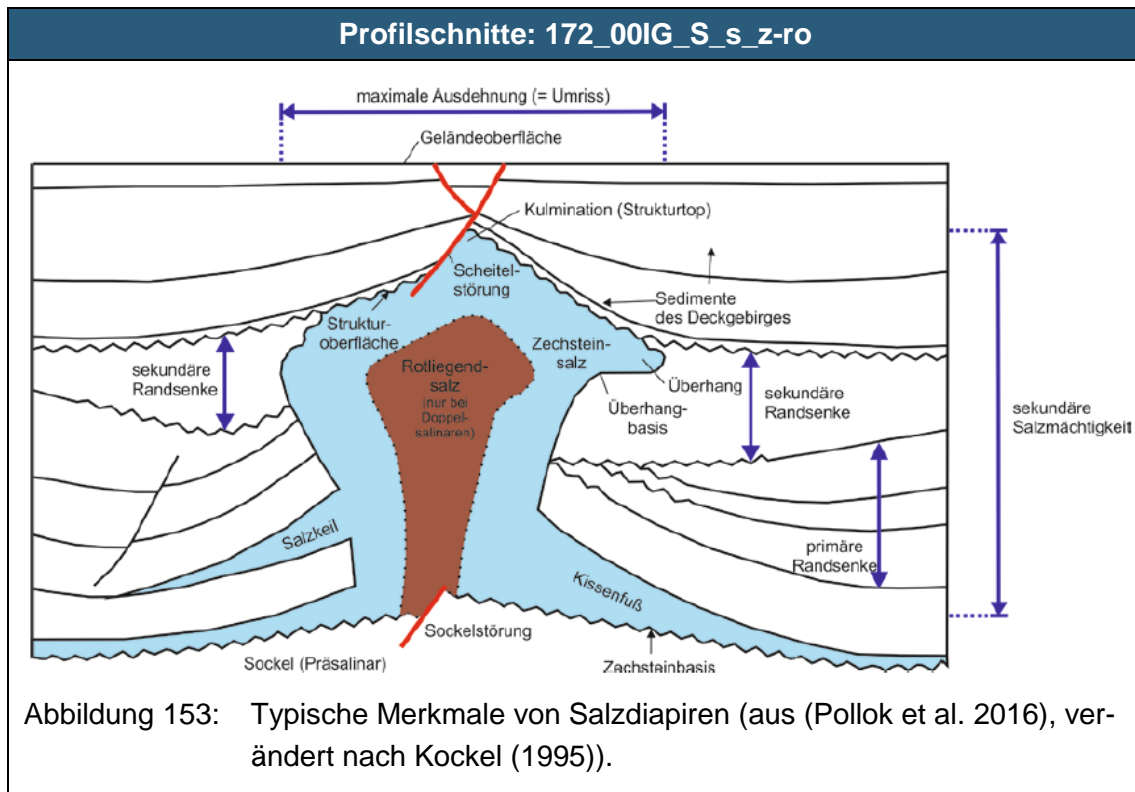 Profilschnitte: 172_00IG_S_s_z-ro
maximale Ausdehnung (= Umriss)
Geländeoberfläche
Kulmination (Strukturtop)
Scheitel-
störung
Sedimente
des Deckgebirges
Struktur-
oberfläche
Zechstein-
salz
sekundäre
Randsenke
Rotliegend-
salz
(nur bei
Doppel-
salinaren)
Überhang
Überhang-
basis
sekundäre
Randsenke
sekundäre
Salzmächtigkeit
Salzkeil
primäre
Randsenke
Kissenfuß
Sockelstörung
Sockel (Präsalinar)
Zechsteinbasis
Abbildung 153: Typische Merkmale von Salzdiapiren (aus (Pollok et al. 2016), ver-
ändert nach Kockel (1995)).